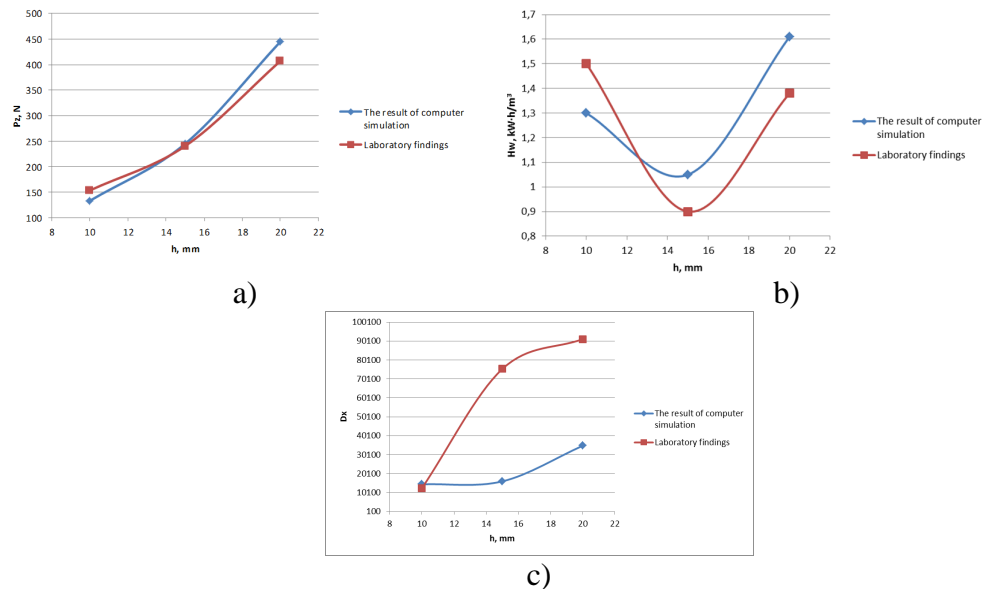 500
450
400
350
300
250
200
150
100
Pz, N
8 10 12 14 16 18 20 22
h, mm
The result of computer
simulation
Laboratory findings
a)
1,7
1,6
1,5
1,4
1,3
1,2
1,1
1
0,9
0,8
Hw, kW·h/m³
8 10 12 14 16 18 20 22
h, mm
The result of computer
simulation
Laboratory findings
b)
100100
90100
80100
70100
60100
50100
40100
30100
20100
10100
100
Dx
8 10 12 14 16 18 20 22
h, mm
The result of computer
simulation
Laboratory findings
c)